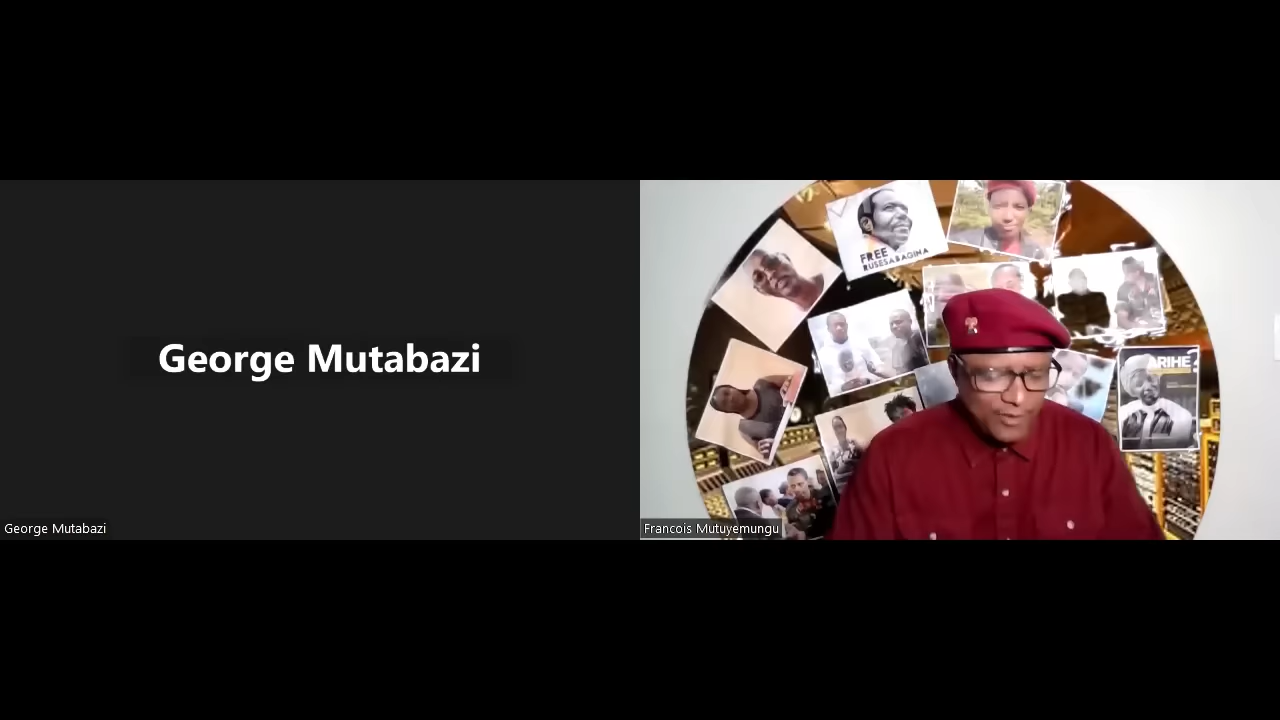 George Mutabazi
George Mutabazi
FREE
RUSESABAGINA
ARIHE
Francois Mutuyemungu